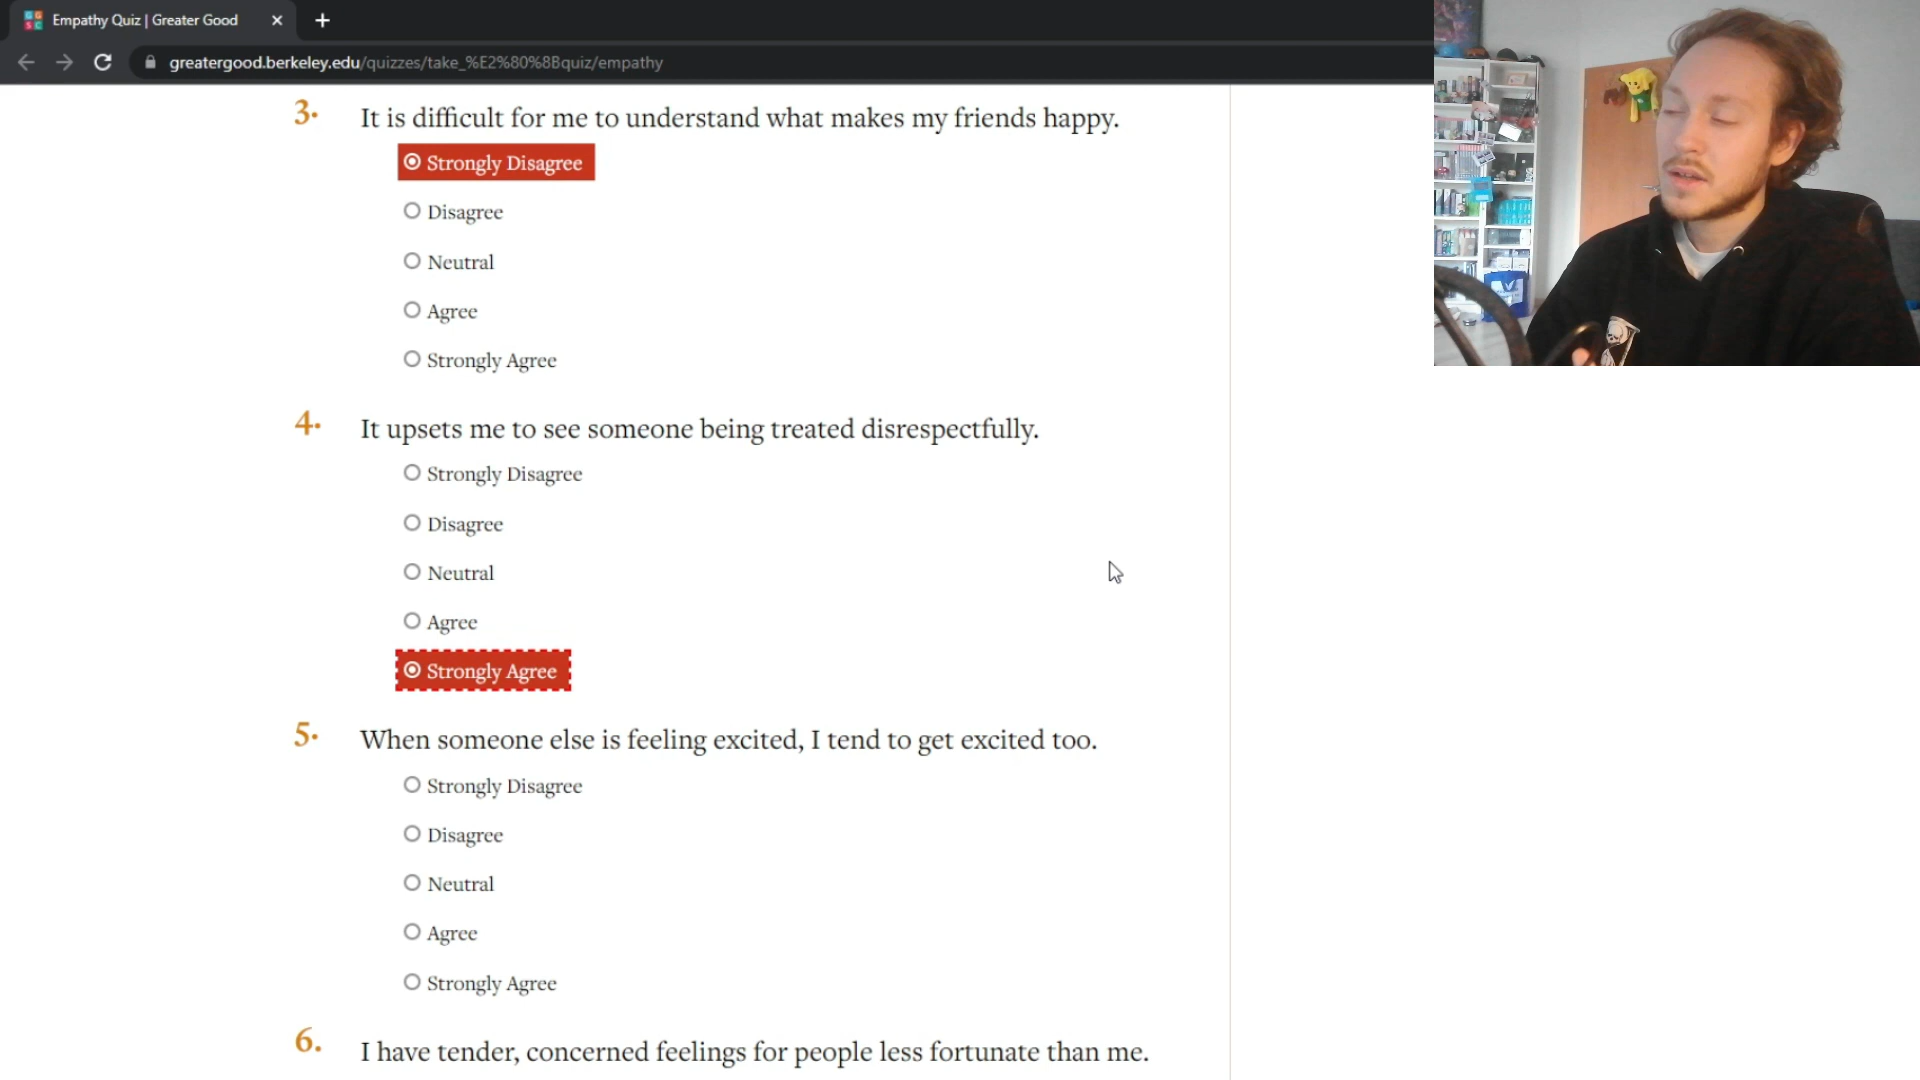 Empathy Quiz | Greater Good
greatergood.berkeley.edu/quizzes/take_%E2%80%8Bquiz/empathy
3. It is difficult for me to understand what makes my friends happy.
Strongly Disagree
Disagree
Neutral
Agree
Strongly Agree
4. It upsets me to see someone being treated disrespectfully.
Strongly Disagree
Disagree
Neutral
Agree
Strongly Agree
5. When someone else is feeling excited, I tend to get excited too.
Strongly Disagree
Disagree
Neutral
Agree
Strongly Agree
6. I have tender, concerned feelings for people less fortunate than me.